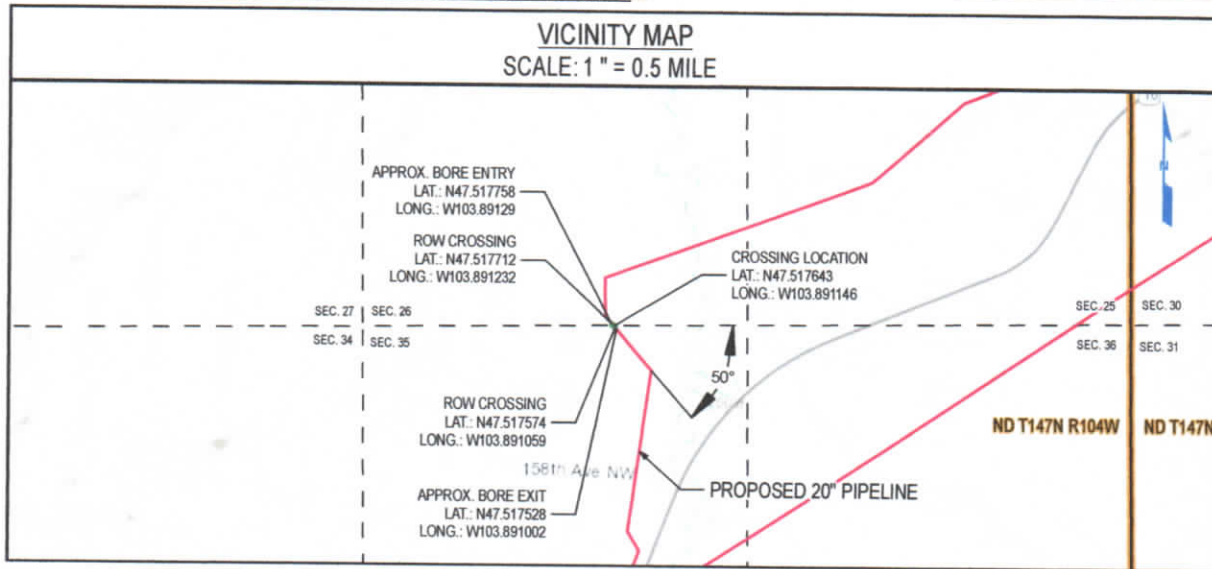 VICINITY MAP
SCALE: 1 " = 0.5 MILE
APPROX. BORE ENTRY
LAT.: N47.517758
LONG.: W103.89129
ROW CROSSING
LAT.: N47.517712
LONG.: W103.891232
CROSSING LOCATION
LAT.: N47.517643
LONG.: W103.891146
N
SEC. 27
SEC. 26
SEC. 25
SEC. 30
SEC. 34
SEC. 35
SEC. 36
SEC. 31
50°
ROW CROSSING
LAT.: N47.517574
LONG.: W103.891059
ND T147N R104W
ND T147N
158th Ave NW
PROPOSED 20" PIPELINE
APPROX. BORE EXIT
LAT.: N47.517528
LONG.: W103.891002